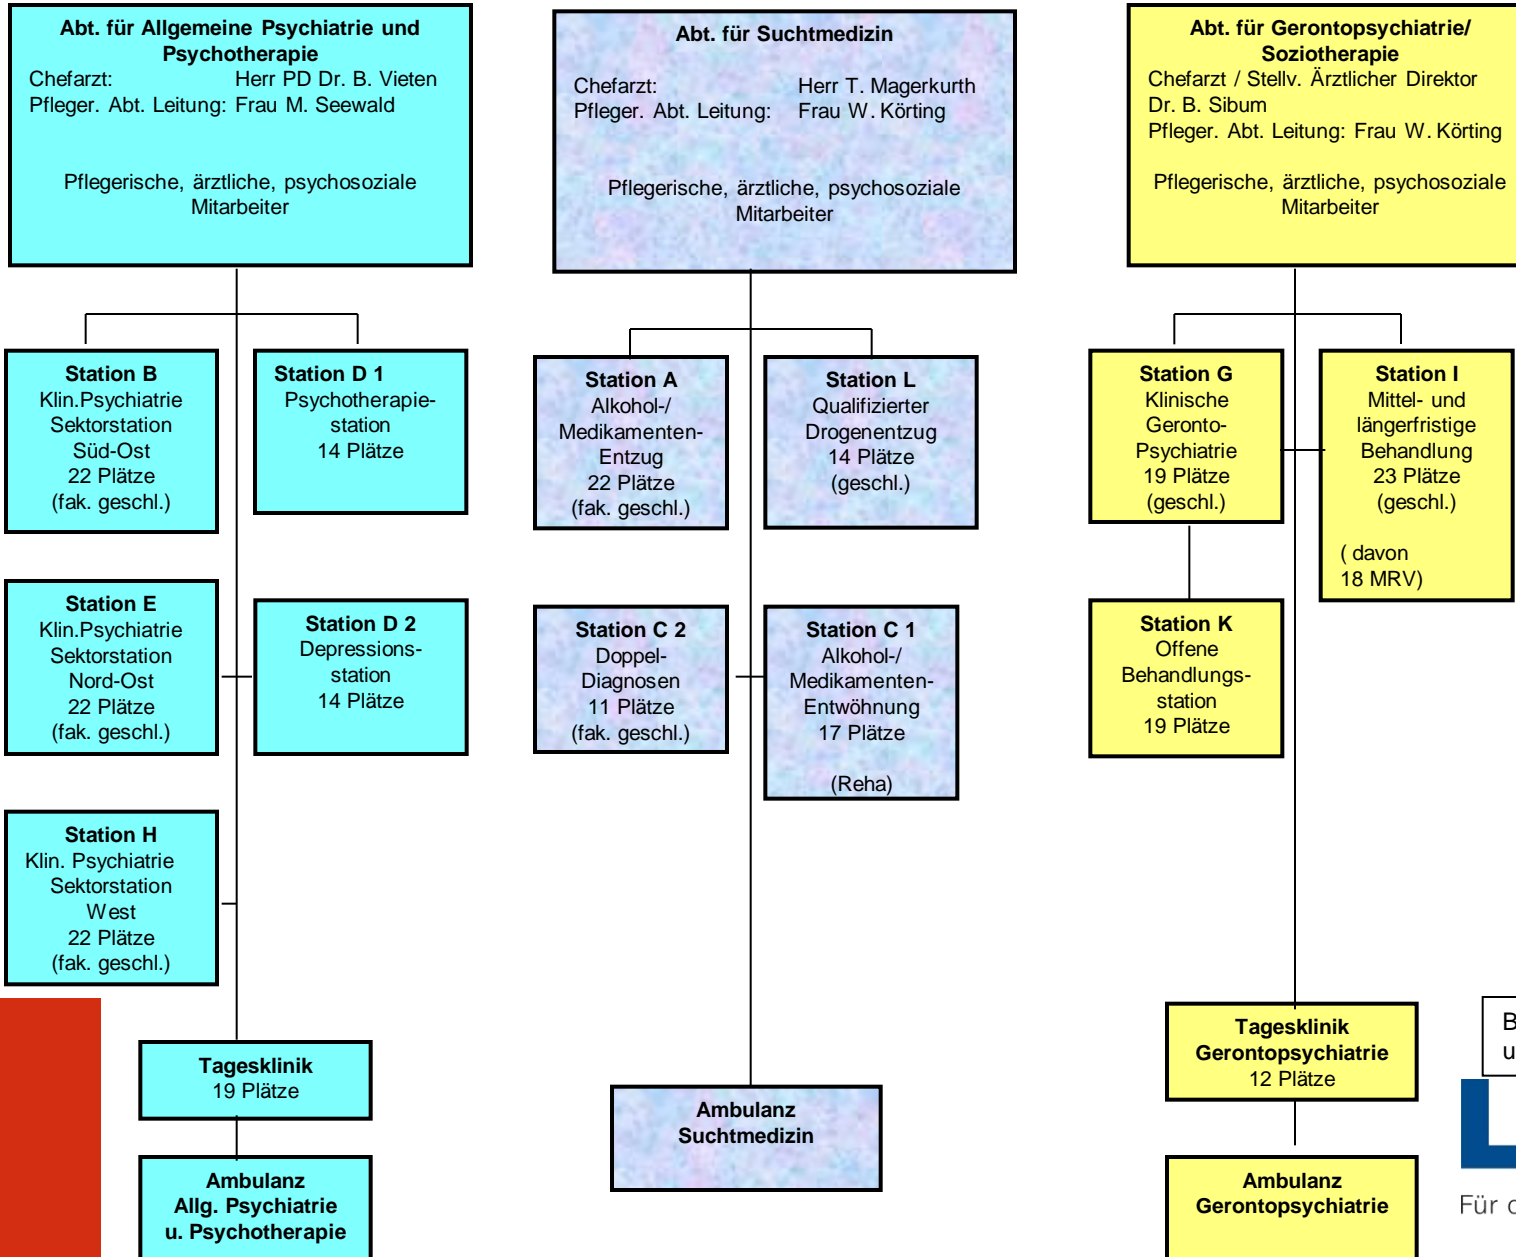 Abt. für Allgemeine Psychiatrie und
Psychotherapie
Chefarzt: Herr PD Dr. B. Vieten
Pfleger. Abt. Leitung: Frau M. Seewald
Pflegerische, ärztliche, psychosoziale
Mitarbeiter
Abt. für Suchtmedizin
Chefarzt: Herr T. Magerkurth
Pfleger. Abt. Leitung: Frau W. Körting
Pflegerische, ärztliche, psychosoziale
Mitarbeiter
Abt. für Gerontopsychiatrie/
Soziotherapie
Chefarzt / Stellv. Ärztlicher Direktor
Dr. B. Sibum
Pfleger. Abt. Leitung: Frau W. Körting
Pflegerische, ärztliche, psychosoziale
Mitarbeiter
Station B
Klin.Psychiatrie
Sektorstation
Süd-Ost
22 Plätze
(fak. geschl.)
Station D 1
Psychotherapie-
station
14 Plätze
Station A
Alkohol-/
Medikamenten-
Entzug
22 Plätze
(fak. geschl.)
Station L
Qualifizierter
Drogenentzug
14 Plätze
(geschl.)
Station G
Klinische
Geronto-
Psychiatrie
19 Plätze
(geschl.)
Station I
Mittel- und
längerfristige
Behandlung
23 Plätze
(geschl.)
( davon
18 MRV)
Station E
Klin.Psychiatrie
Sektorstation
Nord-Ost
22 Plätze
(fak. geschl.)
Station D 2
Depressions-
station
14 Plätze
Station C 2
Doppel-
Diagnosen
11 Plätze
(fak. geschl.)
Station C 1
Alkohol-/
Medikamenten-
Entwöhnung
17 Plätze
(Reha)
Station K
Offene
Behandlungs-
station
19 Plätze
Station H
Klin. Psychiatrie
Sektorstation
West
22 Plätze
(fak. geschl.)
Tagesklinik
19 Plätze
Ambulanz
Allg. Psychiatrie
u. Psychotherapie
Ambulanz
Suchtmedizin
Tagesklinik
Gerontopsychiatrie
12 Plätze
Ambulanz
Gerontopsychiatrie
Für